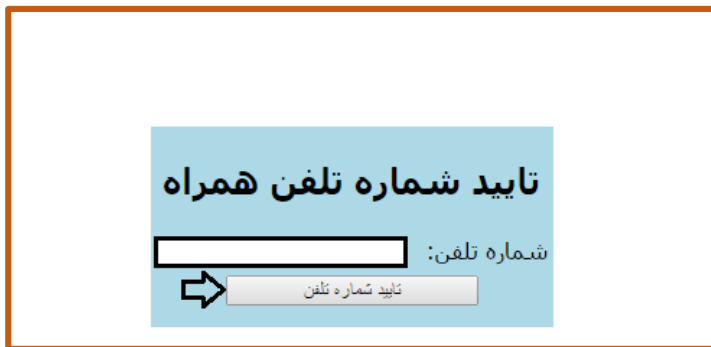 تایید شماره تلفن همراه
شماره تلفن:
تایید شماره تلفن